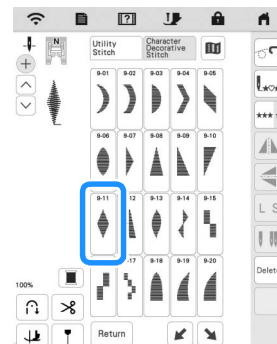 N
Utility
Stitch
Character
Decorative
Stitch
9-01 9-02 9-03 9-04 9-05
9-06 9-07 9-08 9-09 9-10
9-11 12 9-13 9-14 9-15
-17 9-18 9-19 9-20
100%
L S
Delete
Return